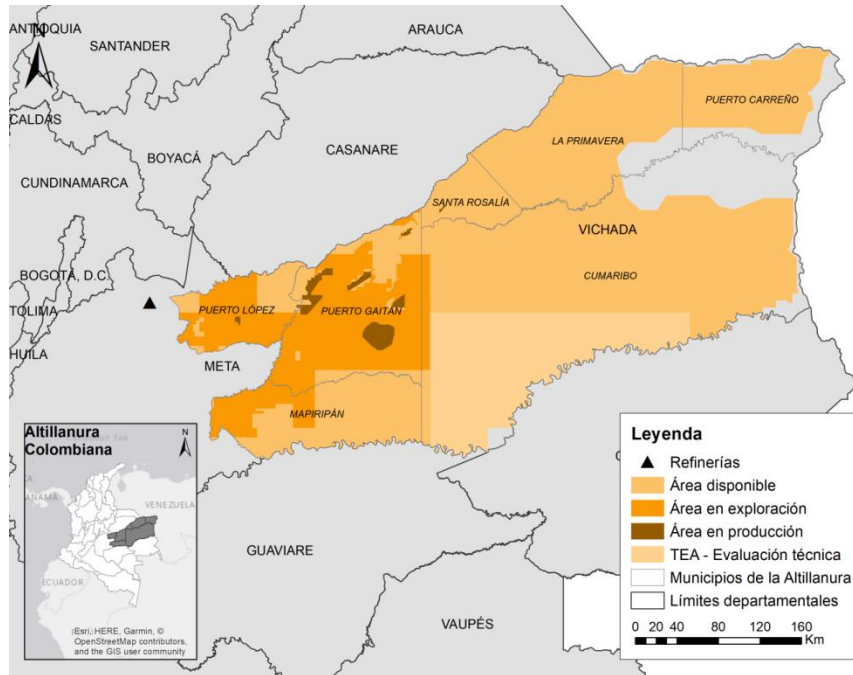 ANTIOQUIA
SANTANDER
ARAUCA
N
CALDAS
BOYACÁ
CASANARE
PUERTO CARREÑO
LA PRIMAVERA
CUNDINAMARCA
SANTA ROSALÍA
VICHADA
BOGOTÁ, D.C.
CUMARIBO
TOLIMA
PUERTO LÓPEZ
PUERTO GAITÁN
HUILA
META
MAPIRIPÁN
GUAVIARE
VAUPÉS
Altillanura
Colombiana
N
VENEZUELA
ECUADOR
Esri, HERE, Garmin, ©
OpenStreetMap contributors,
and the GIS user community
Leyenda
Refinerías
Área disponible
Área en exploración
Área en producción
TEA - Evaluación técnica
Municipios de la Altillanura
Límites departamentales
0 20 40 80 120 160
Km